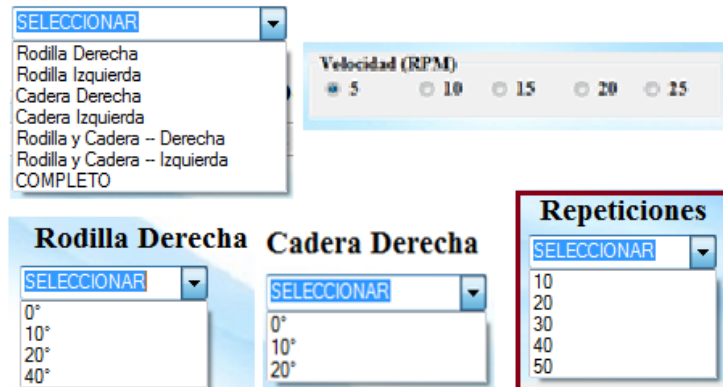 SELECCIONAR
Rodilla Derecha
Rodilla Izquierda
Cadera Derecha
Cadera Izquierda
Rodilla y Cadera -- Derecha
Rodilla y Cadera -- Izquierda
COMPLETO
Velocidad (RPM)
5 10 15 20 25
Rodilla Derecha
SELECCIONAR
0°
10°
20°
40°
Cadera Derecha
SELECCIONAR
0°
10°
20°
Repeticiones
SELECCIONAR
10
20
30
40
50